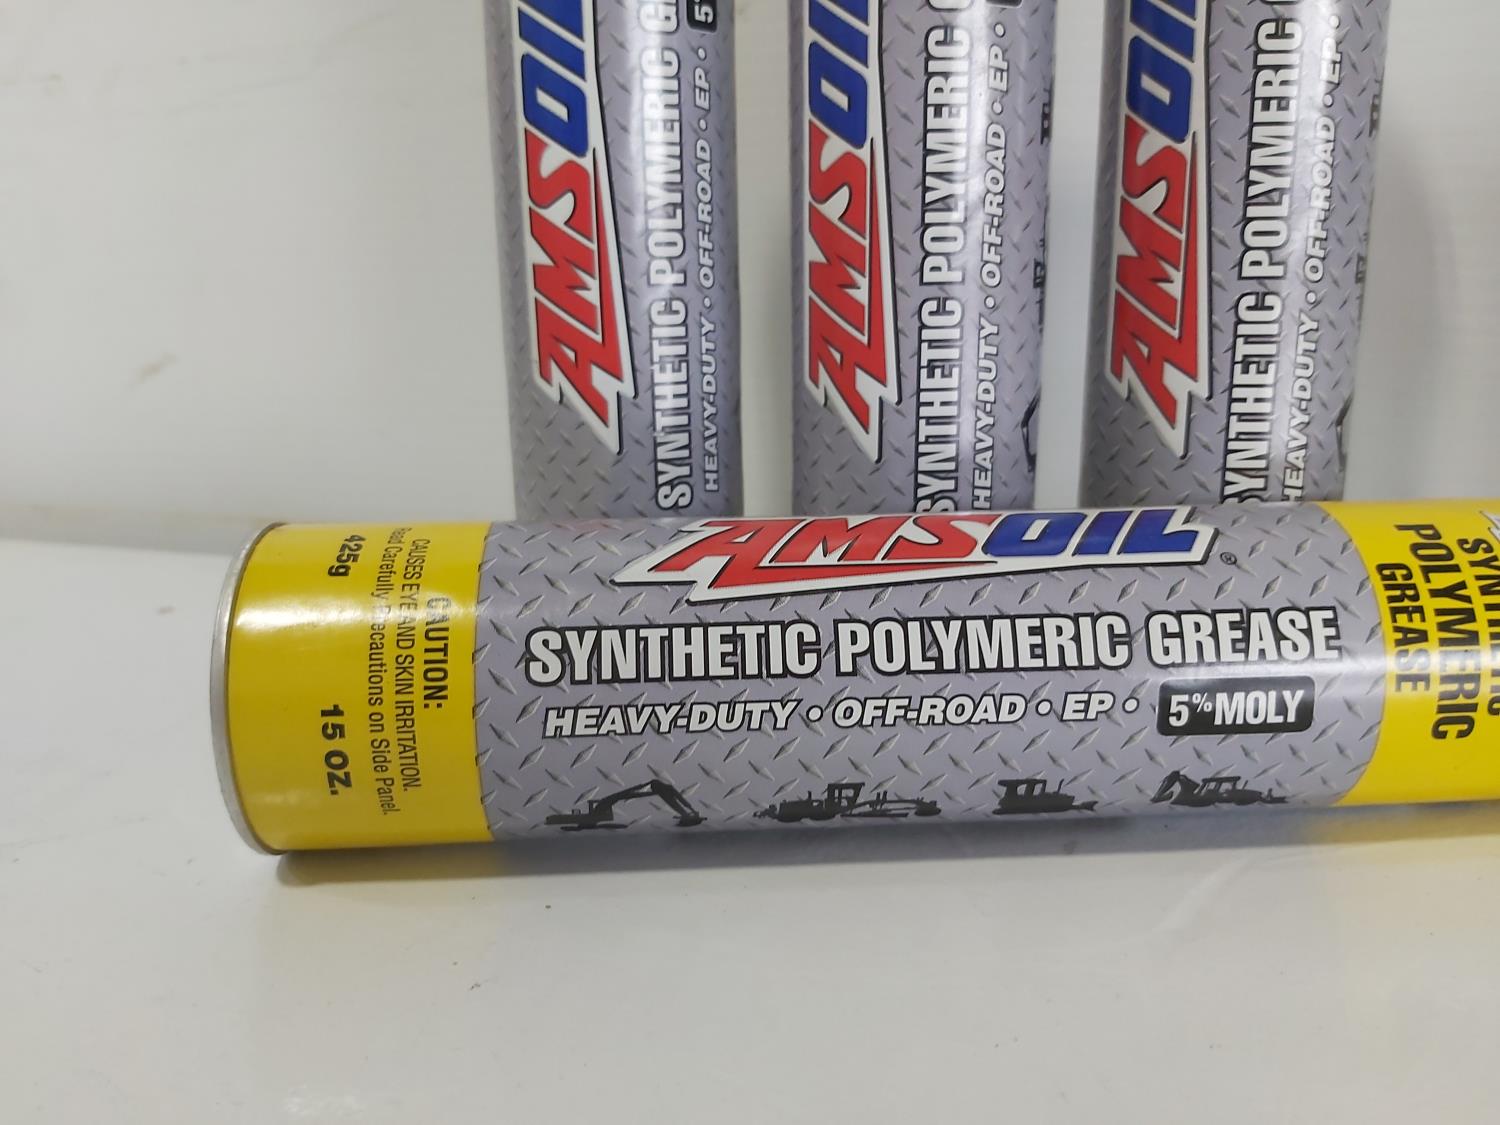 AMSOIL
SYNTHETIC POLYMERIC G
HEAVY-DUTY • OFF-ROAD • EP • 5
AMSOIL
SYNTHETIC POLYMERIC G
HEAVY-DUTY • OFF-ROAD • EP •
AMSOIL
SYNTHETIC POLYMERIC
HEAVY-DUTY • OFF-ROAD • EP •
AMSOIL®
SYNTHETIC POLYMERIC GREASE
HEAVY-DUTY • OFF-ROAD • EP • 5% MOLY
CAUTION:
CAUSES EYE AND SKIN IRRITATION.
Read Carefully Precautions on Side Panel.
425g 15 OZ.
SYNTHETIC
POLYMERIC
GREASE